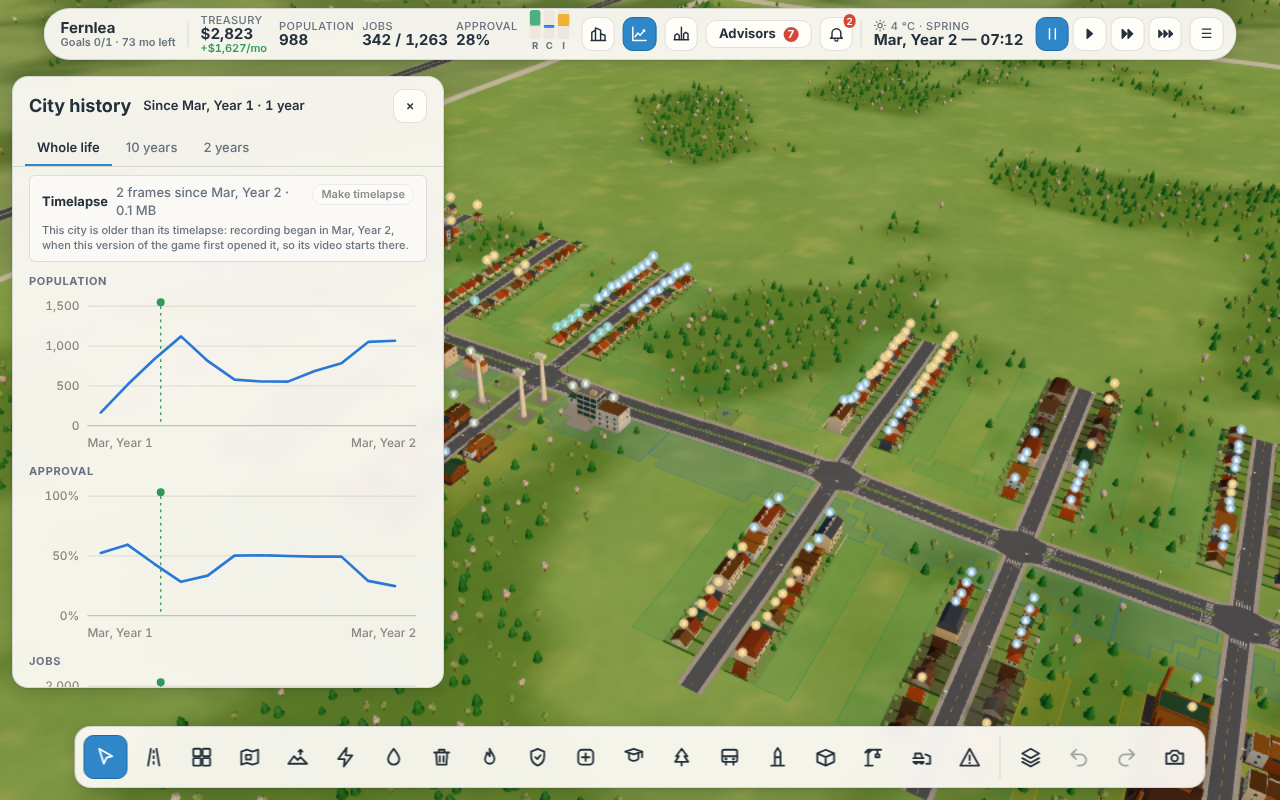 Fernlea
Goals 0/1 · 73 mo left
TREASURY
$2,823
+$1,627/mo
POPULATION
988
JOBS
342 / 1,263
APPROVAL
28%
R C I
Advisors 7
2
4 °C · SPRING
Mar, Year 2 — 07:12
City history Since Mar, Year 1 · 1 year
×
Whole life 10 years 2 years
Timelapse
2 frames since Mar, Year 2 ·
0.1 MB
Make timelapse
This city is older than its timelapse: recording began in Mar, Year 2,
when this version of the game first opened it, so its video starts there.
POPULATION
1,500
1,000
500
0
Mar, Year 1 Mar, Year 2
APPROVAL
100%
50%
0%
Mar, Year 1 Mar, Year 2
JOBS
2,000